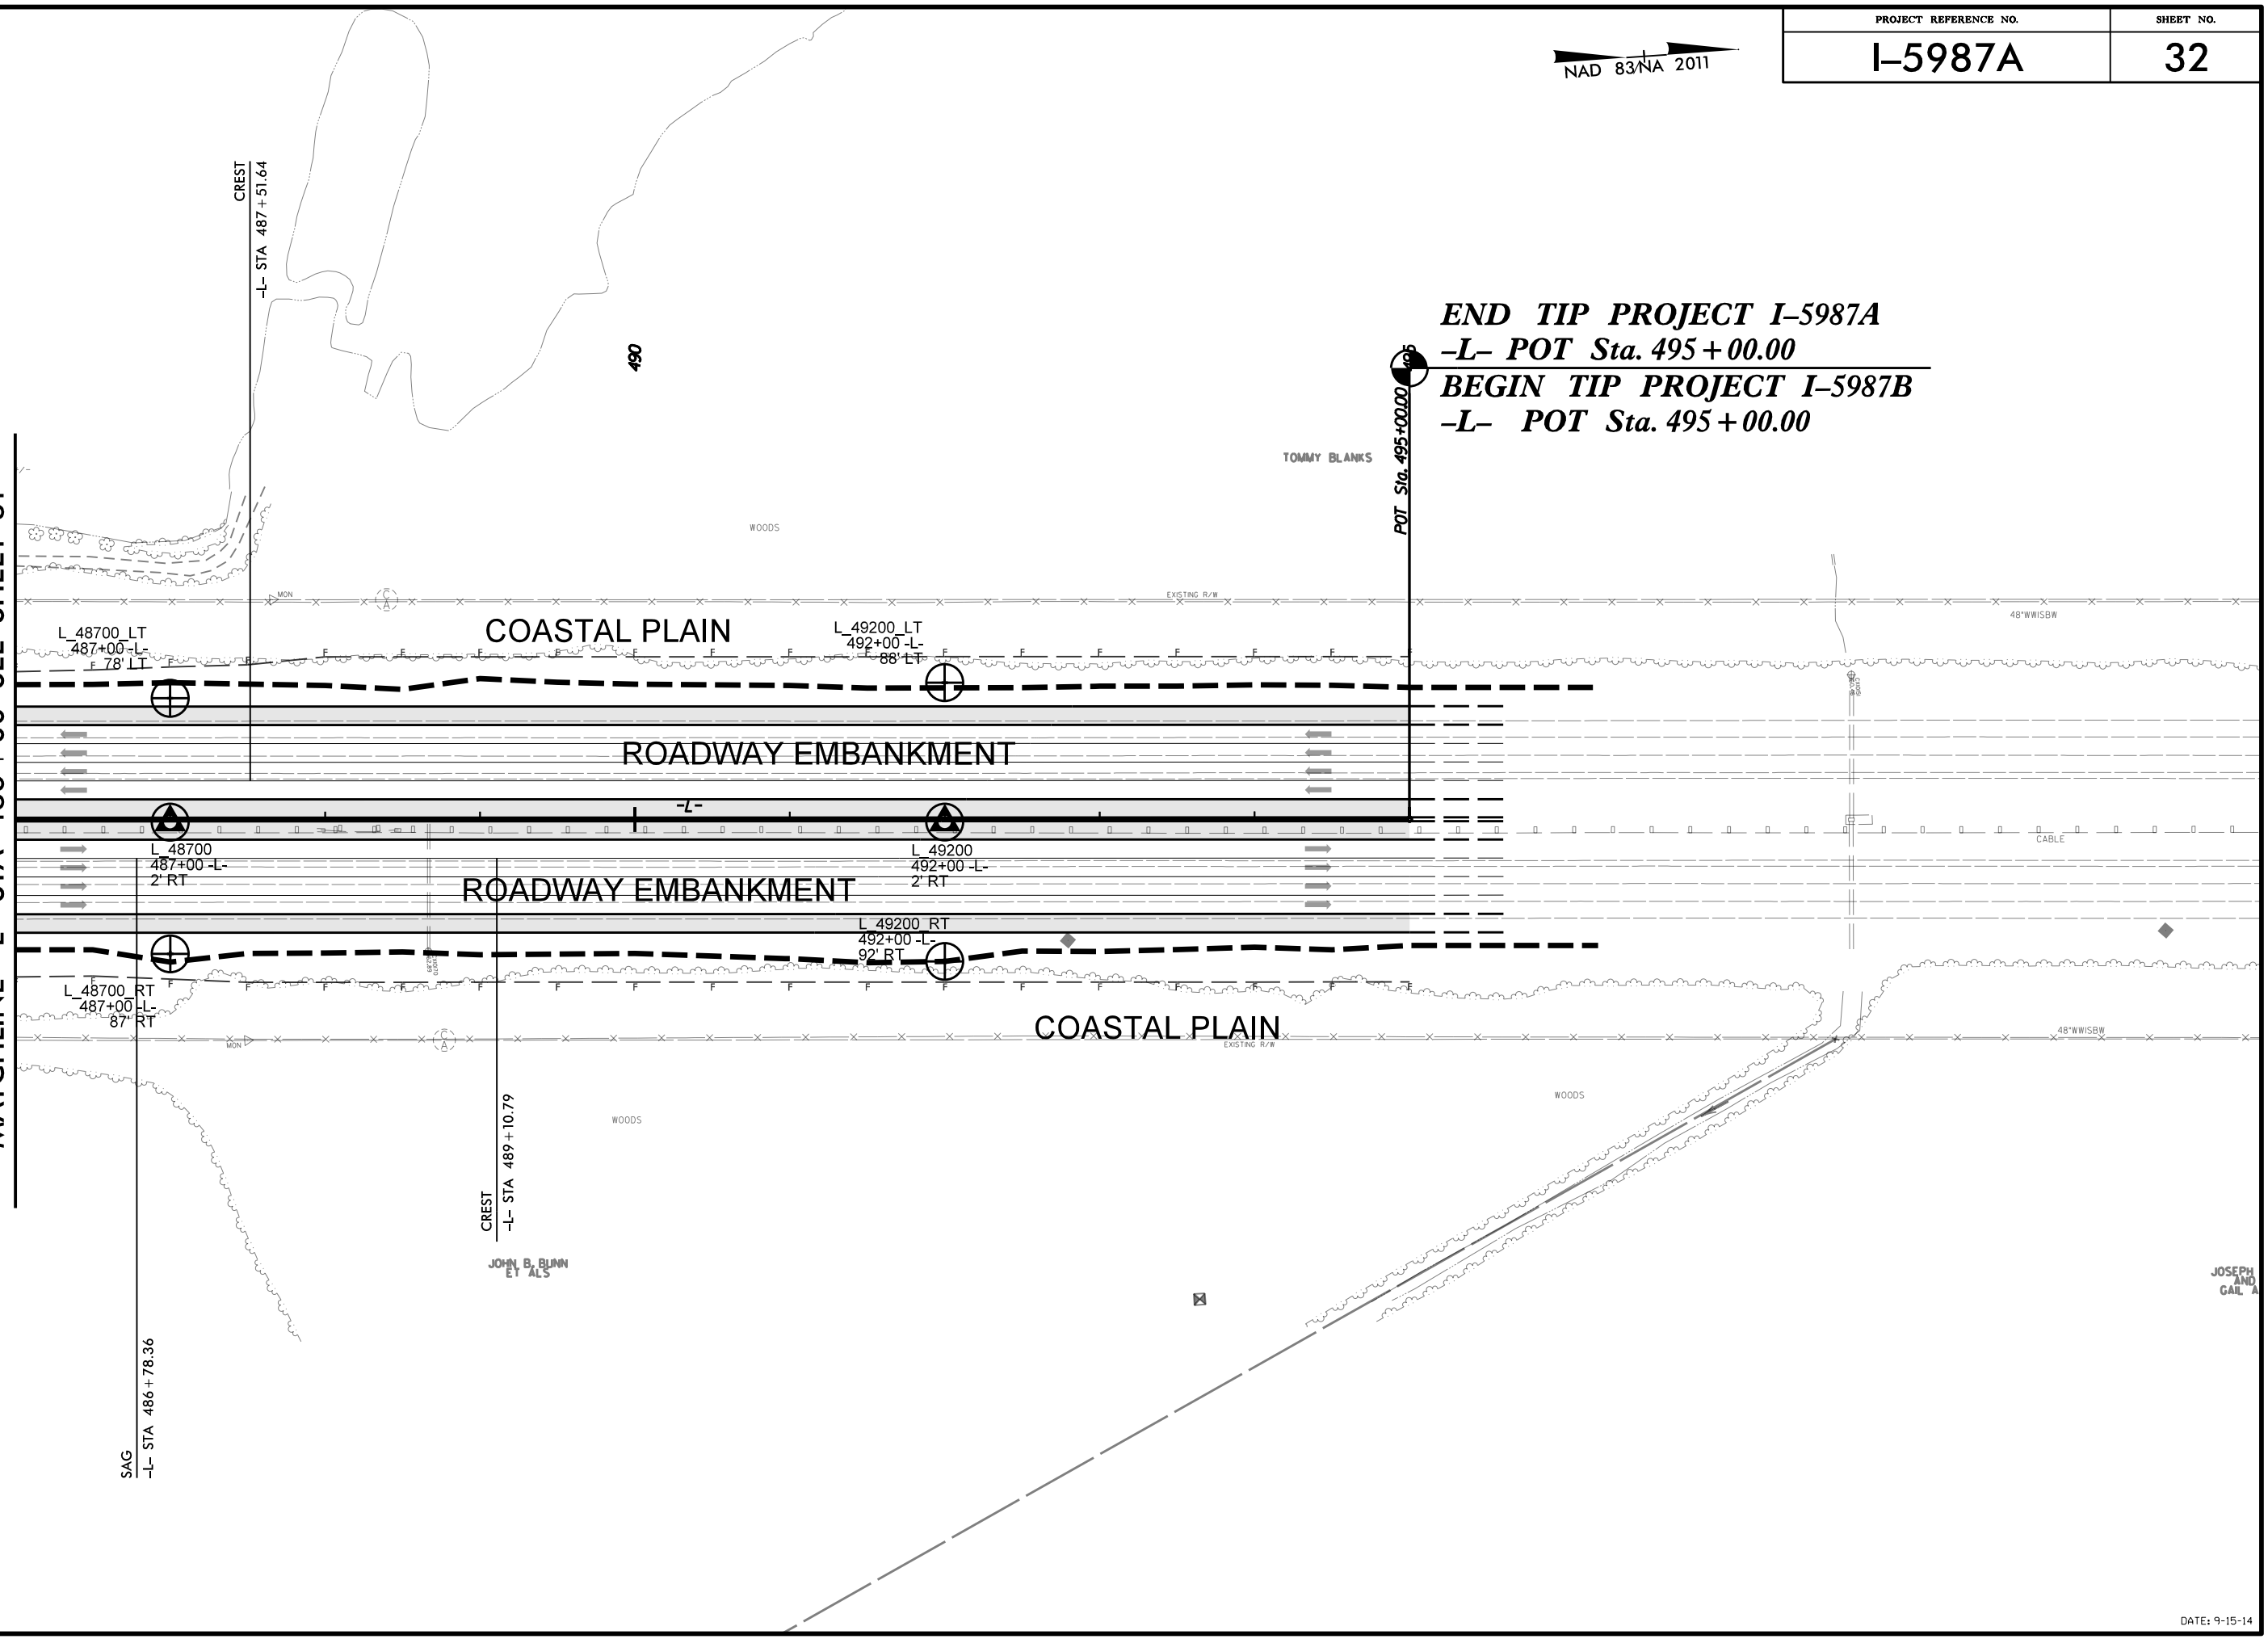 PROJECT REFERENCE NO.
SHEET NO.
I–5987A
32
NAD 83/NA 2011
CREST
-L- STA 487+51.64
490
495
END TIP PROJECT I–5987A
–L– POT Sta. 495+00.00
BEGIN TIP PROJECT I–5987B
–L– POT Sta. 495+00.00
POT Sta. 495+00.00
TOMMY BLANKS
WOODS
+/-
MON
C
A
EXISTING R/W
48"WWISBW
L_48700_LT
487+00 -L-
78' LT
COASTAL PLAIN
L_49200_LT
492+00 -L-
88' LT
F F F F F F F F F F F F F F F F F F
ROADWAY EMBANKMENT
-L-
L_48700
487+00 -L-
2' RT
L_49200
492+00 -L-
2' RT
CABLE
ROADWAY EMBANKMENT
L_49200_RT
492+00 -L-
92' RT
L_48700_RT
487+00 -L-
87' RT
F F F F F F F F F F F F F F F F F F
COASTAL PLAIN
MON
C
A
EXISTING R/W
48"WWISBW
WOODS
WOODS
CREST
-L- STA 489+10.79
JOHN B. BUNN
ET ALS
JOSEPH
AND
GAIL A
SAG
-L- STA 486+78.36
DATE: 9-15-14